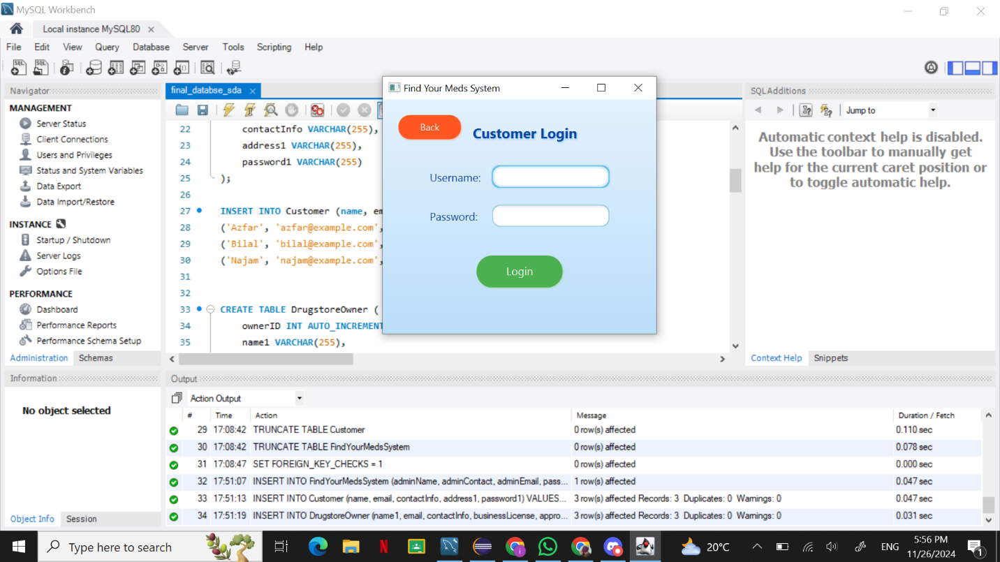 MySQL Workbench
Local instance MySQL80
File Edit View Query Database Server Tools Scripting Help
Navigator
MANAGEMENT
Server Status
Client Connections
Users and Privileges
Status and System Variables
Data Export
Data Import/Restore
INSTANCE
Startup / Shutdown
Server Logs
Options File
PERFORMANCE
Dashboard
Performance Reports
Performance Schema Setup
Administration Schemas
Information
No object selected
Object Info Session
final_databse_sda
22 contactInfo VARCHAR(255),
23 address1 VARCHAR(255),
24 password1 VARCHAR(255)
25 );
26
27 INSERT INTO Customer (name, em
28 ('Azfar', 'azfar@example.com',
29 ('Bilal', 'bilal@example.com',
30 ('Najam', 'najam@example.com',
31
32
33 CREATE TABLE DrugstoreOwner (
34 ownerID INT AUTO_INCREMENT
35 name1 VARCHAR(255),
Find Your Meds System
Back
Customer Login
Username:
Password:
Login
SQLAdditions
Jump to
Automatic context help is disabled.
Use the toolbar to manually get
help for the current caret position or
to toggle automatic help.
Context Help Snippets
Output
Action Output
# Time Action Message Duration / Fetch
29 17:08:42 TRUNCATE TABLE Customer 0 row(s) affected 0.110 sec
30 17:08:42 TRUNCATE TABLE FindYourMedsSystem 0 row(s) affected 0.078 sec
31 17:08:47 SET FOREIGN_KEY_CHECKS = 1 0 row(s) affected 0.000 sec
32 17:51:07 INSERT INTO FindYourMedsSystem (adminName, adminContact, adminEmail, pass... 1 row(s) affected 0.047 sec
33 17:51:13 INSERT INTO Customer (name, email, contactInfo, address1, password1) VALUES... 3 row(s) affected Records: 3 Duplicates: 0 Warnings: 0 0.047 sec
34 17:51:19 INSERT INTO DrugstoreOwner (name1, email, contactInfo, businessLicense, appro... 3 row(s) affected Records: 3 Duplicates: 0 Warnings: 0 0.031 sec
Type here to search
20°C
ENG
5:56 PM
11/26/2024
1